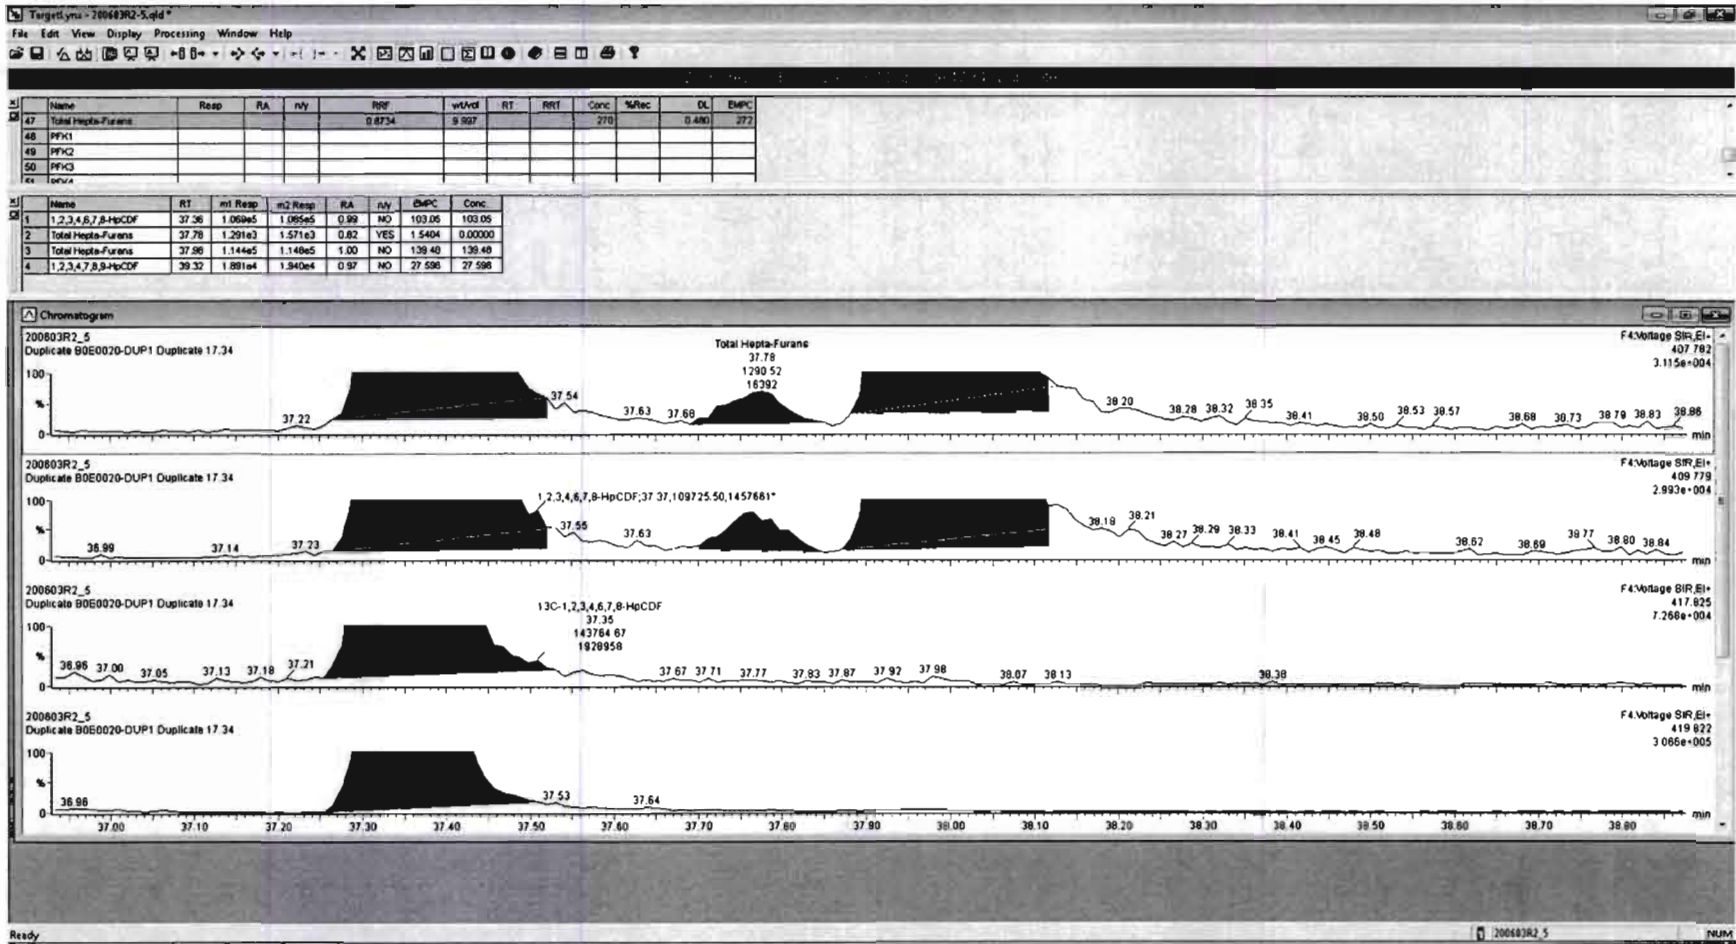 TargetLynx - 200603R2-5.qld *
File Edit View Display Processing Window Help
Name Resp RA n/y RRF wt/vol RT RRT Conc %Rec DL EMPC
47 Total Hepta-Furans 0.8734 9.997 270 0.480 272
48 PFK1
49 PFK2
50 PFK3
51 PFK4
Name RT m1 Resp m2 Resp RA n/y EMPC Conc
1 1,2,3,4,6,7,8-HpCDF 37.36 1.069e5 1.085e5 0.99 NO 103.05 103.05
2 Total Hepta-Furans 37.78 1.291e3 1.571e3 0.82 YES 1.5404 0.00000
3 Total Hepta-Furans 37.96 1.144e5 1.148e5 1.00 NO 139.48 139.48
4 1,2,3,4,7,8,9-HpCDF 39.32 1.891e4 1.940e4 0.97 NO 27.596 27.596
Chromatogram
200603R2_5
Duplicate B0E0020-DUP1 Duplicate 17.34
F4:Voltage SIR,EI+
407.782
3.115e+004
Total Hepta-Furans
37.78
1290.52
16392
100
%
0
37.22 37.54 37.63 37.68 38.20 38.28 38.32 38.35 38.41 38.50 38.53 38.57 38.68 38.73 38.79 38.83 38.86
min
200603R2_5
Duplicate B0E0020-DUP1 Duplicate 17.34
F4:Voltage SIR,EI+
409.779
2.993e+004
1,2,3,4,6,7,8-HpCDF;37.37,109725.50,1457661*
100
%
0
36.99 37.14 37.23 37.55 37.63 38.18 38.21 38.27 38.29 38.33 38.41 38.45 38.48 38.62 38.69 38.77 38.80 38.84
min
200603R2_5
Duplicate B0E0020-DUP1 Duplicate 17.34
F4:Voltage SIR,EI+
417.825
7.268e+004
13C-1,2,3,4,6,7,8-HpCDF
37.35
143764.67
1928958
100
%
0
36.96 37.00 37.05 37.13 37.18 37.21 37.67 37.71 37.77 37.83 37.87 37.92 37.98 38.07 38.13 38.38
min
200603R2_5
Duplicate B0E0020-DUP1 Duplicate 17.34
F4:Voltage SIR,EI+
419.822
3.066e+005
100
%
0
36.96 37.53 37.64
min
37.00 37.10 37.20 37.30 37.40 37.50 37.60 37.70 37.80 37.90 38.00 38.10 38.20 38.30 38.40 38.50 38.60 38.70 38.80
Ready
200603R2_5
NUM